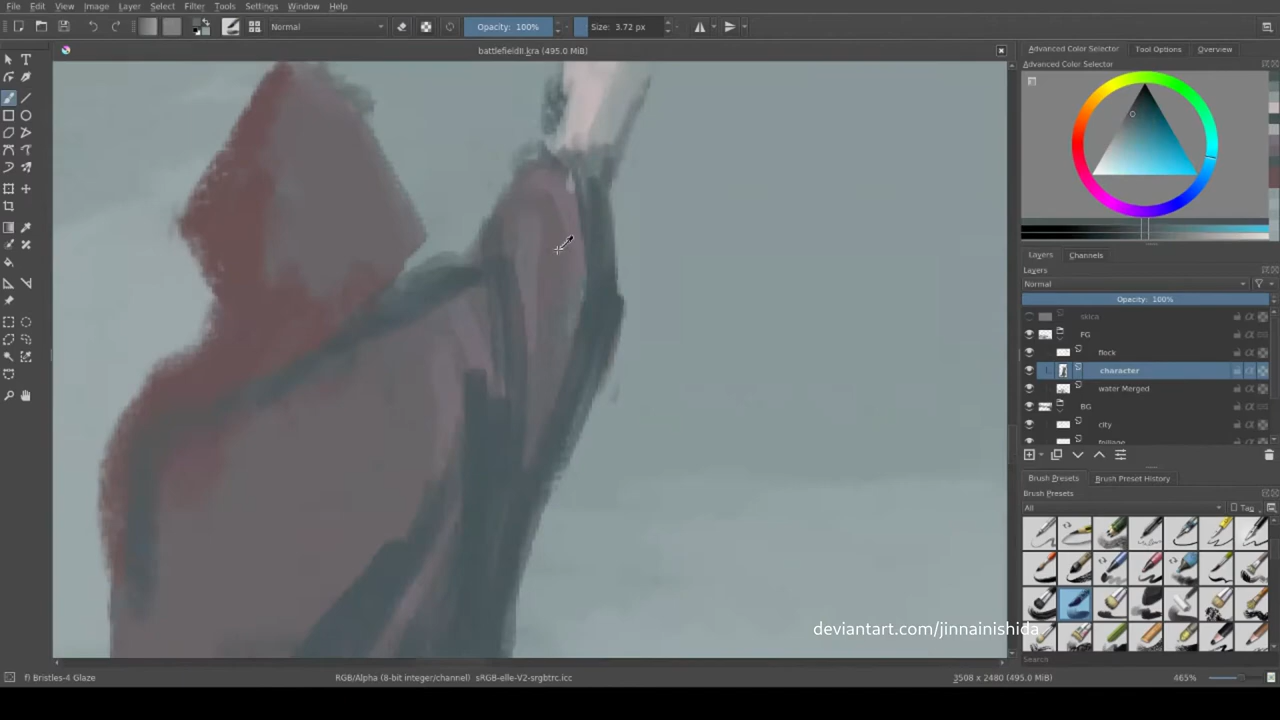 File Edit View Image Layer Select Filter Tools Settings Window Help
Normal Opacity: 100% Size: 3.72 px
battlefieldII.kra (495.0 MiB)
Advanced Color Selector Tool Options Overview
Advanced Color Selector
Layers Channels
Layers
Normal
Opacity: 100%
skica
FG
flock
character
water Merged
BG
city
foliage
Brush Presets Brush Preset History
Brush Presets
All Tag
deviantart.com/jinnainishida
Search
f) Bristles-4 Glaze RGB/Alpha (8-bit integer/channel) sRGB-elle-V2-srgbtrc.icc 3508 x 2480 (495.0 MiB) 465%